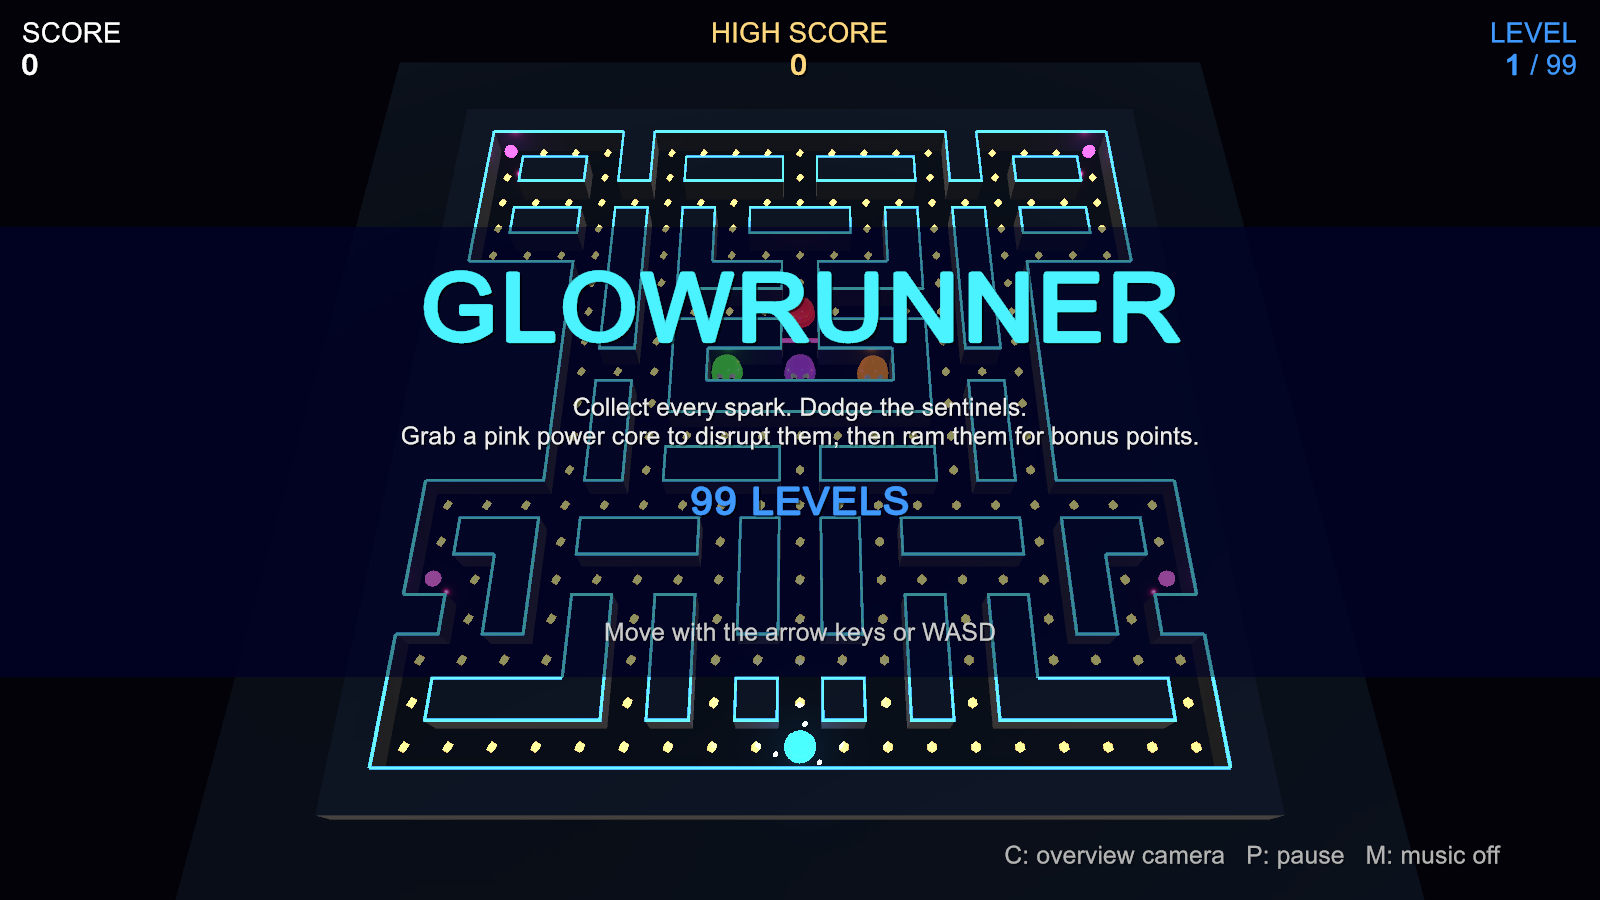 SCORE
0
HIGH SCORE
0
LEVEL
1 / 99
GLOWRUNNER
Collect every spark. Dodge the sentinels.
Grab a pink power core to disrupt them, then ram them for bonus points.
99 LEVELS
Move with the arrow keys or WASD
C: overview camera P: pause M: music off